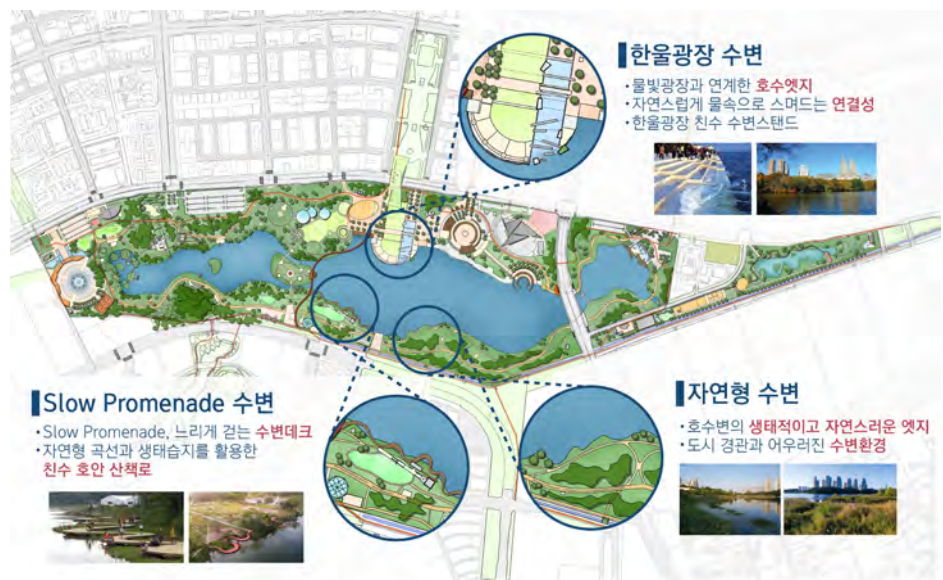 한울광장 수변
·물빛광장과 연계한 호수엣지
·자연스럽게 물속으로 스며드는 연결성
·한울광장 친수 수변스탠드
Slow Promenade 수변
·Slow Promenade, 느리게 걷는 수변데크
·자연형 곡선과 생태습지를 활용한
친수 호안 산책로
자연형 수변
·호수변의 생태적이고 자연스러운 엣지
·도시 경관과 어우러진 수변환경